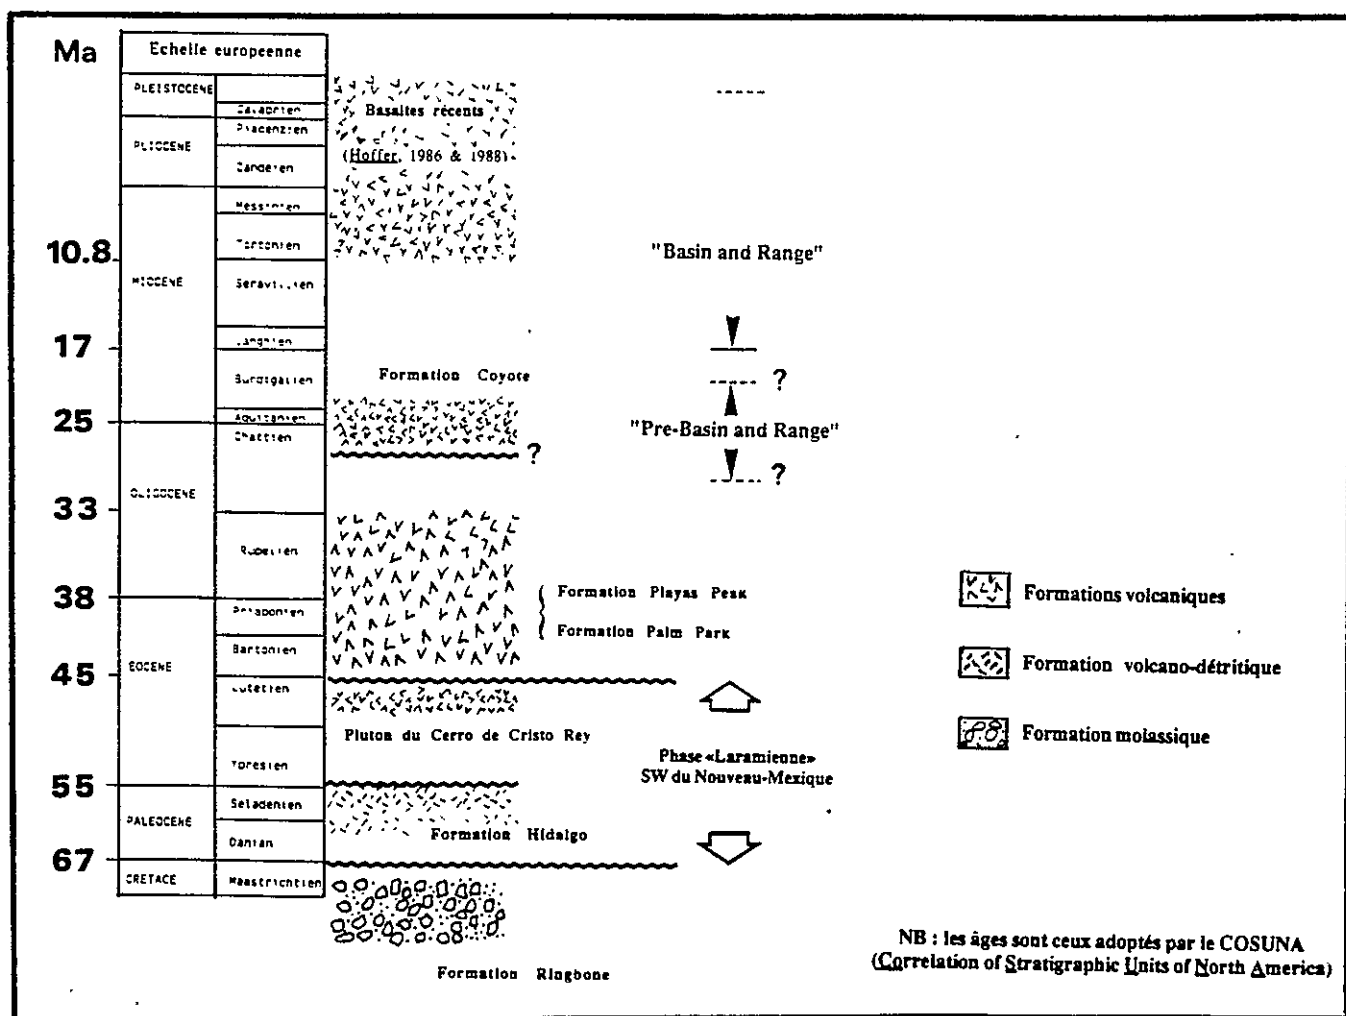 Ma
Echelle europeenne
PLEISTOCENE
Basaltes récents
Placenzien
PLIOCENE
(Hoffer, 1986 & 1988)
Messinien
10.8
Tortonien
"Basin and Range"
MIOCENE
17
Formation Coyote
?
25
Aquitanien
Chattien
"Pre-Basin and Range"
?
?
OLIGOCENE
33
Rupelien
Formation Playas Peak
38
Priabonien
Formations volcaniques
Formation Palm Park
Bartonien
45
EOCENE
Formation volcano-détritique
Lutetien
Pluton du Cerro de Cristo Rey
Formation molassique
Phase «Laramienne»
SW du Nouveau-Mexique
Ypresien
55
PALEOCENE
Formation Hidalgo
Danian
67
CRETACE
Maastrichtien
NB : les âges sont ceux adoptés par le COSUNA
(Correlation of Stratigraphic Units of North America)
Formation Ringbone